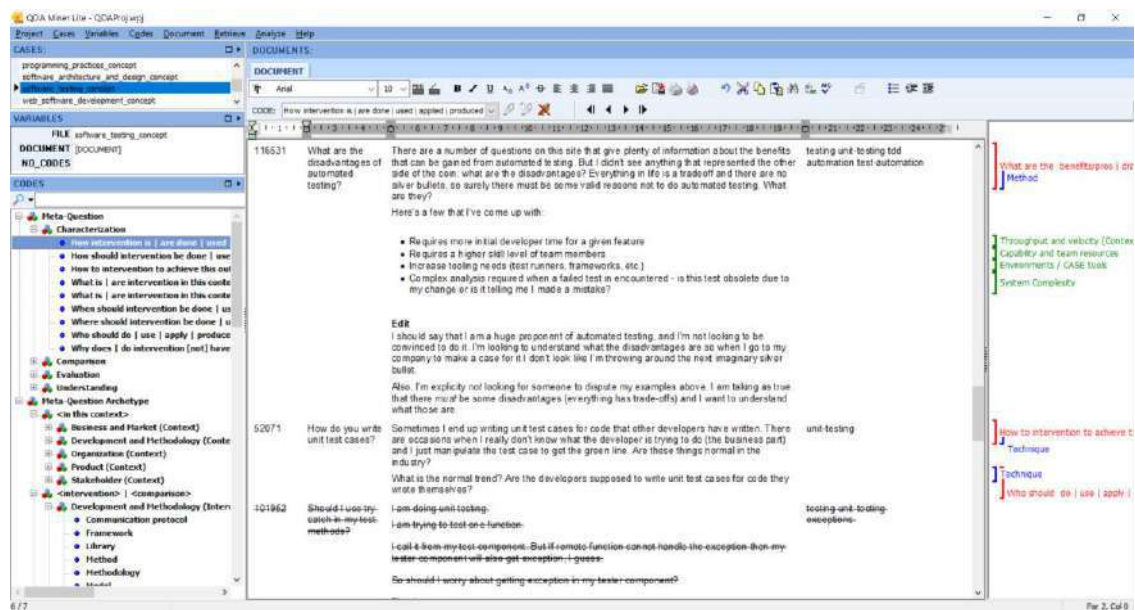 QDA Miner Lite - QDAProj.wpj
Project Cases Variables Codes Document Retrieve Analyze Help
CASES:
programming_practices_concept
software_architecture_and_design_concept
software_testing_concept
web_software_development_concept
VARIABLES
FILE software_testing_concept
DOCUMENT [DOCUMENT]
NO_CODES
CODES
Meta-Question
Characterization
How intervention is | are done | used
How should intervention be done | use
How to intervention to achieve this out
What is | are intervention in this conte
What is | are intervention in this conte
When should intervention be done | us
Where should intervention be done | u
Who should do | use | apply | produce
Why does | do intervention [not] have
Comparison
Evaluation
Understanding
Meta-Question Archetype
<in this context>
Business and Market (Context)
Development and Methodology (Conte
Organization (Context)
Product (Context)
Stakeholder (Context)
<intervention> | <comparison>
Development and Methodology (Interv
Communication protocol
Framework
Library
Method
Methodology
Model
6 / 7
DOCUMENTS:
DOCUMENT
Arial 10
CODE: How intervention is | are done | used | applied | produced
116531 What are the disadvantages of automated testing?
There are a number of questions on this site that give plenty of information about the benefits
that can be gained from automated testing. But I didn't see anything that represented the other
side of the coin: what are the disadvantages? Everything in life is a tradeoff and there are no
silver bullets, so surely there must be some valid reasons not to do automated testing. What
are they?
Here's a few that I've come up with:
• Requires more initial developer time for a given feature
• Requires a higher skill level of team members
• Increase tooling needs (test runners, frameworks, etc.)
• Complex analysis required when a failed test in encountered - is this test obsolete due to
my change or is it telling me I made a mistake?
Edit
I should say that I am a huge proponent of automated testing, and I'm not looking to be
convinced to do it. I'm looking to understand what the disadvantages are so when I go to my
company to make a case for it I don't look like I'm throwing around the next imaginary silver
bullet.
Also, I'm explicity not looking for someone to dispute my examples above. I am taking as true
that there must be some disadvantages (everything has trade-offs) and I want to understand
what those are.
testing unit-testing tdd
automation test-automation
52071 How do you write unit test cases?
Sometimes I end up writing unit test cases for code that other developers have written. There
are occasions when I really don't know what the developer is trying to do (the business part)
and I just manipulate the test case to get the green line. Are these things normal in the
industry?
What is the normal trend? Are the developers supposed to write unit test cases for code they
wrote themselves?
unit-testing
101962 Should I use try-catch in my test methods?
I am doing unit testing.
I am trying to test one function.
I call it from my test component. But if remote function can not handle the exception then my
tester component will also get exception, I guess.
So should I worry about getting exception in my tester component?
testing unit-testing
exceptions
What are the benefits/pros | dra
Method
Throughput and velocity (Contex
Capability and team resources
Environments / CASE tools
System Complexity
How to intervention to achieve t
Technique
Technique
Who should do | use | apply |
Par 2, Col 0